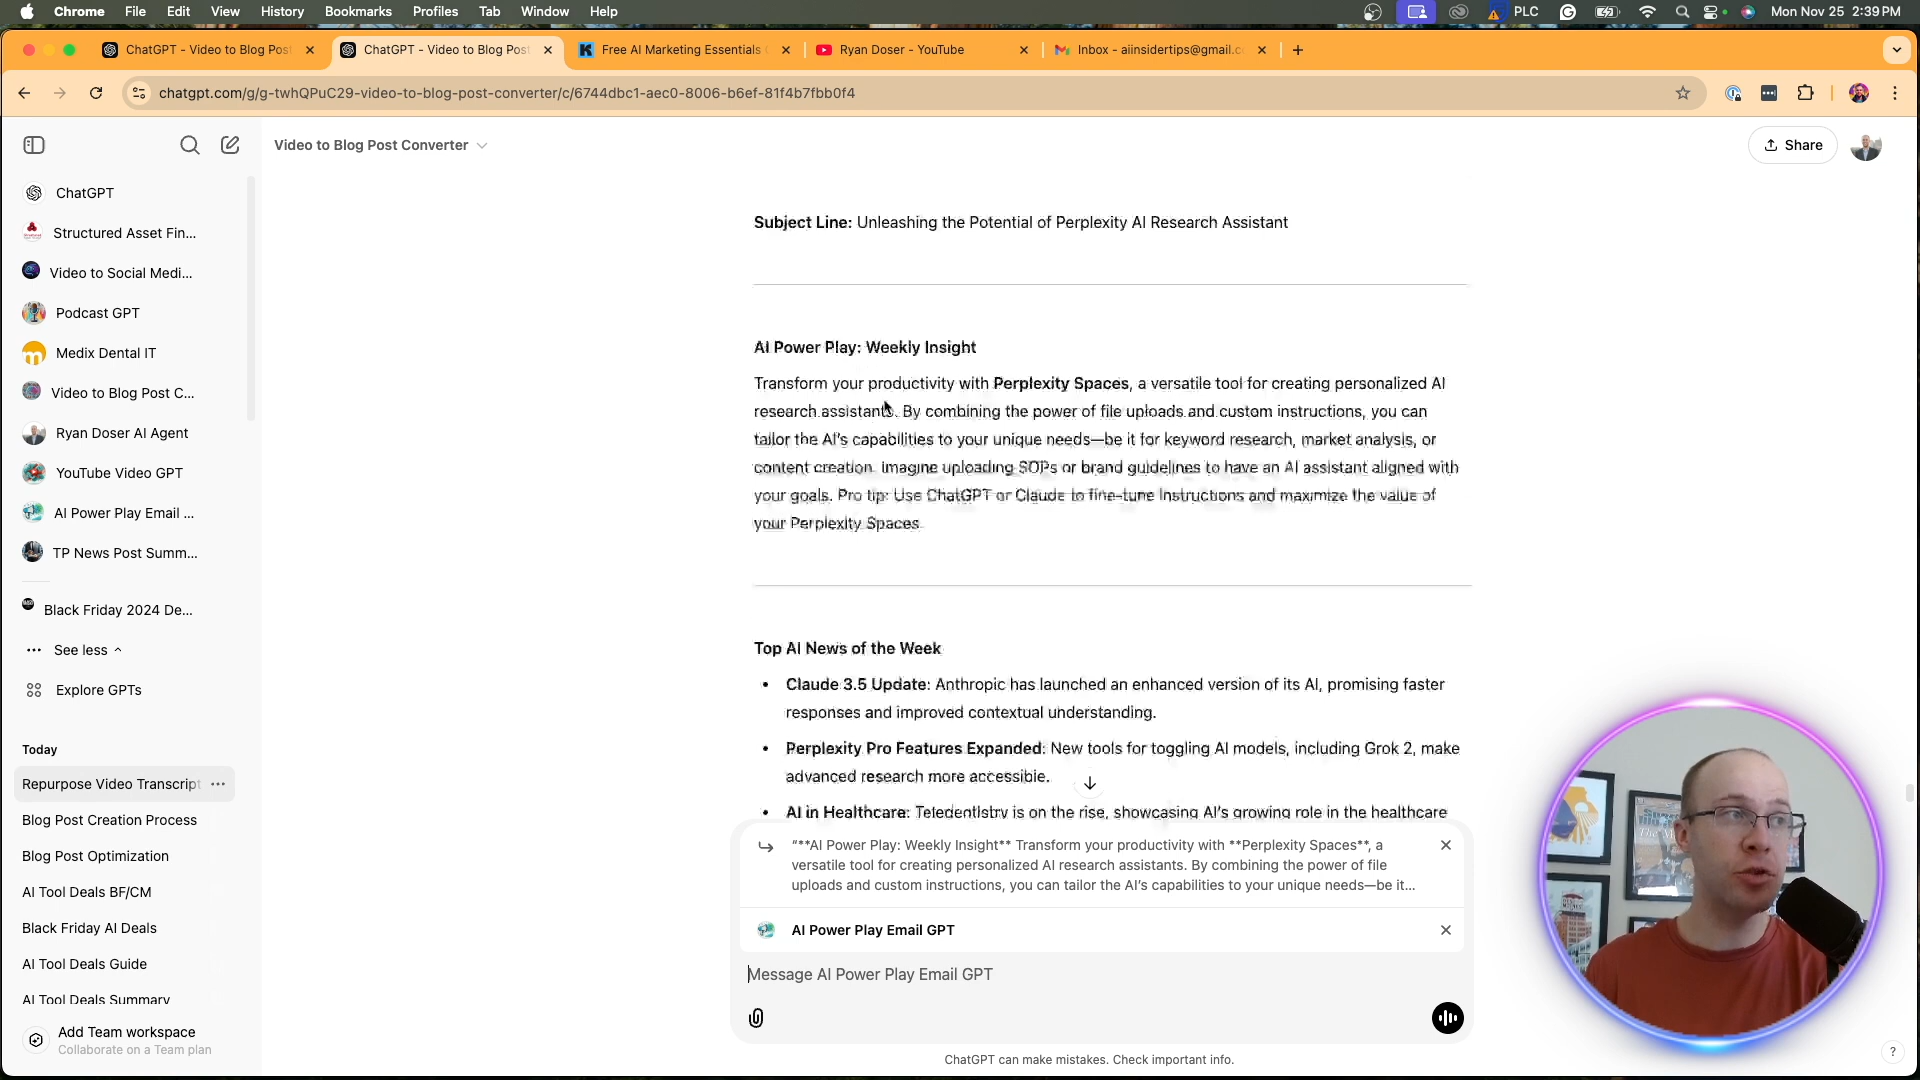 Chrome File Edit View History Bookmarks Profiles Tab Window Help PLC Mon Nov 25 2:39 PM
ChatGPT - Video to Blog Post ChatGPT - Video to Blog Post Free AI Marketing Essentials Ryan Doser - YouTube Inbox - aiinsidertips@gmail.c
chatgpt.com/g/g-twhQPuC29-video-to-blog-post-converter/c/6744dbc1-aec0-8006-b6ef-81f4b7fbb0f4
Video to Blog Post Converter
Share
ChatGPT
Structured Asset Fin...
Video to Social Medi...
Podcast GPT
Medix Dental IT
Video to Blog Post C...
Ryan Doser AI Agent
YouTube Video GPT
AI Power Play Email ...
TP News Post Summ...
Black Friday 2024 De...
See less
Explore GPTs
Today
Repurpose Video Transcript
Blog Post Creation Process
Blog Post Optimization
AI Tool Deals BF/CM
Black Friday AI Deals
AI Tool Deals Guide
AI Tool Deals Summary
Add Team workspace
Collaborate on a Team plan
Subject Line: Unleashing the Potential of Perplexity AI Research Assistant
AI Power Play: Weekly Insight
Transform your productivity with Perplexity Spaces, a versatile tool for creating personalized AI
research assistants. By combining the power of file uploads and custom instructions, you can
tailor the AI's capabilities to your unique needs—be it for keyword research, market analysis, or
content creation. Imagine uploading SOPs or brand guidelines to have an AI assistant aligned with
your goals. Pro tip: Use ChatGPT or Claude to fine-tune instructions and maximize the value of
your Perplexity Spaces.
Top AI News of the Week
• Claude 3.5 Update: Anthropic has launched an enhanced version of its AI, promising faster
responses and improved contextual understanding.
• Perplexity Pro Features Expanded: New tools for toggling AI models, including Grok 2, make
advanced research more accessible.
• AI in Healthcare: Teledentistry is on the rise, showcasing AI's growing role in the healthcare
"**AI Power Play: Weekly Insight** Transform your productivity with **Perplexity Spaces**, a
versatile tool for creating personalized AI research assistants. By combining the power of file
uploads and custom instructions, you can tailor the AI's capabilities to your unique needs—be it...
AI Power Play Email GPT
Message AI Power Play Email GPT
ChatGPT can make mistakes. Check important info.
?